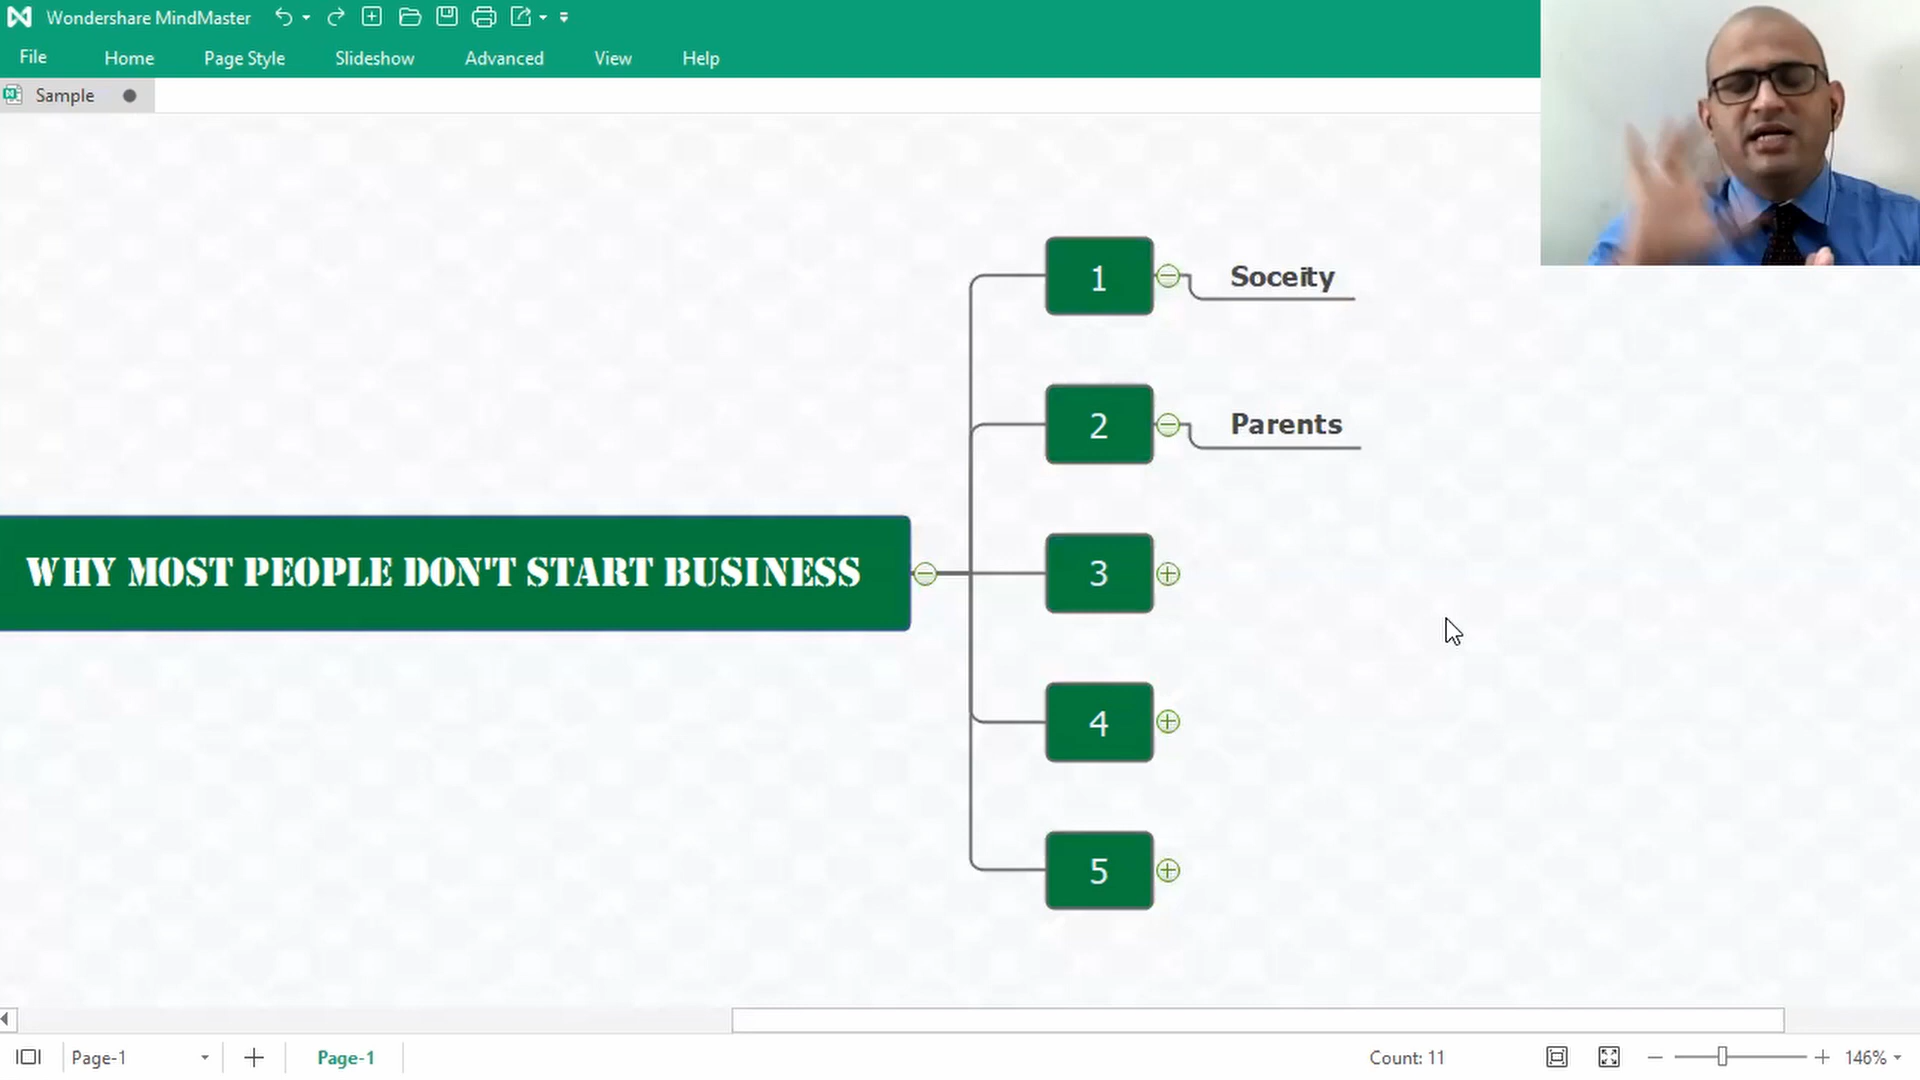 Wondershare MindMaster
File Home Page Style Slideshow Advanced View Help
Sample
1 Soceity
2 Parents
WHY MOST PEOPLE DON'T START BUSINESS
3
4
5
Page-1 Page-1 Count: 11 146%